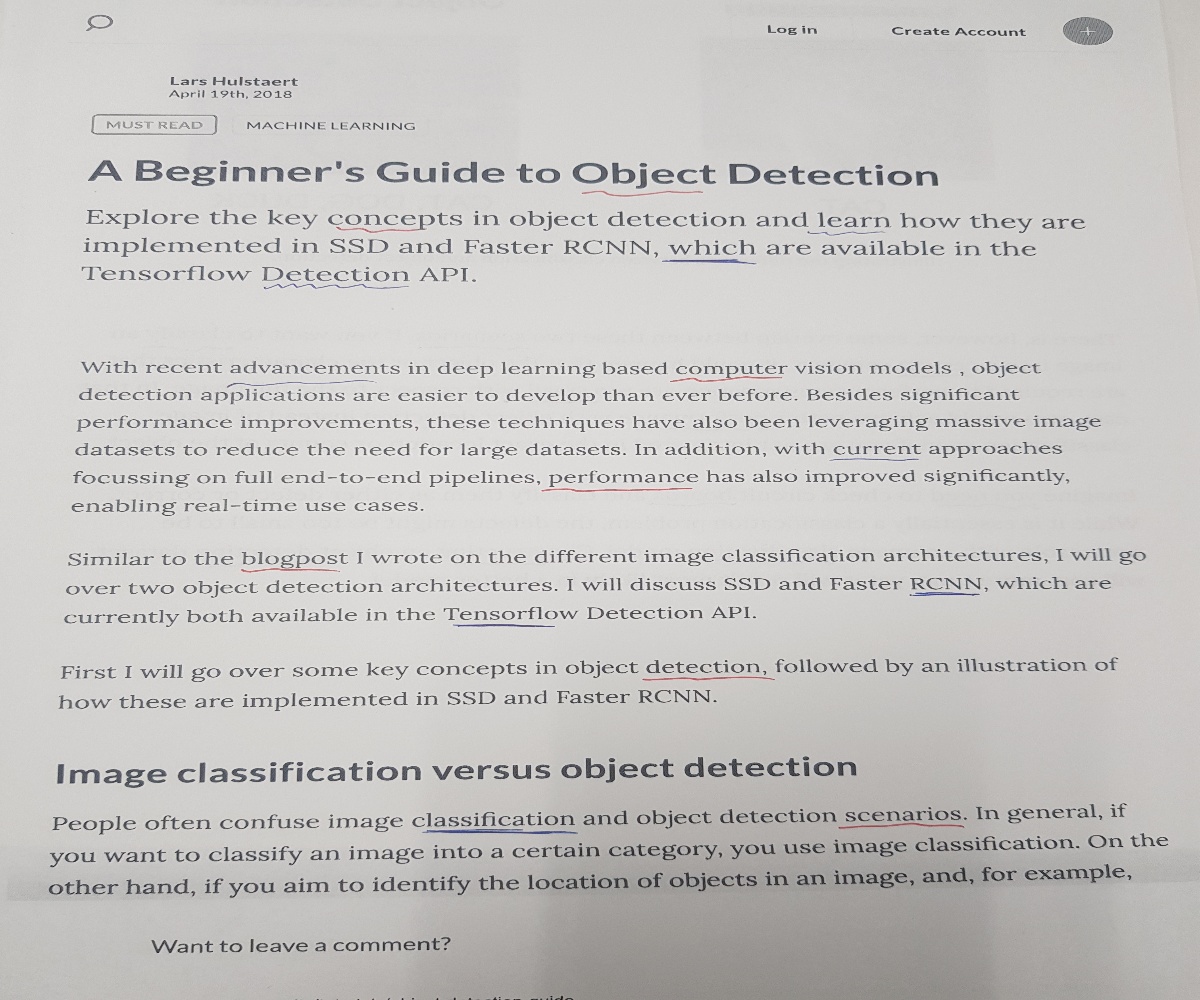 Log in Create Account
Lars Hulstaert
April 19th, 2018
MUST READ MACHINE LEARNING
A Beginner's Guide to Object Detection
Explore the key concepts in object detection and learn how they are
implemented in SSD and Faster RCNN, which are available in the
Tensorflow Detection API.
With recent advancements in deep learning based computer vision models , object
detection applications are easier to develop than ever before. Besides significant
performance improvements, these techniques have also been leveraging massive image
datasets to reduce the need for large datasets. In addition, with current approaches
focussing on full end-to-end pipelines, performance has also improved significantly,
enabling real-time use cases.
Similar to the blogpost I wrote on the different image classification architectures, I will go
over two object detection architectures. I will discuss SSD and Faster RCNN, which are
currently both available in the Tensorflow Detection API.
First I will go over some key concepts in object detection, followed by an illustration of
how these are implemented in SSD and Faster RCNN.
Image classification versus object detection
People often confuse image classification and object detection scenarios. In general, if
you want to classify an image into a certain category, you use image classification. On the
other hand, if you aim to identify the location of objects in an image, and, for example,
Want to leave a comment?